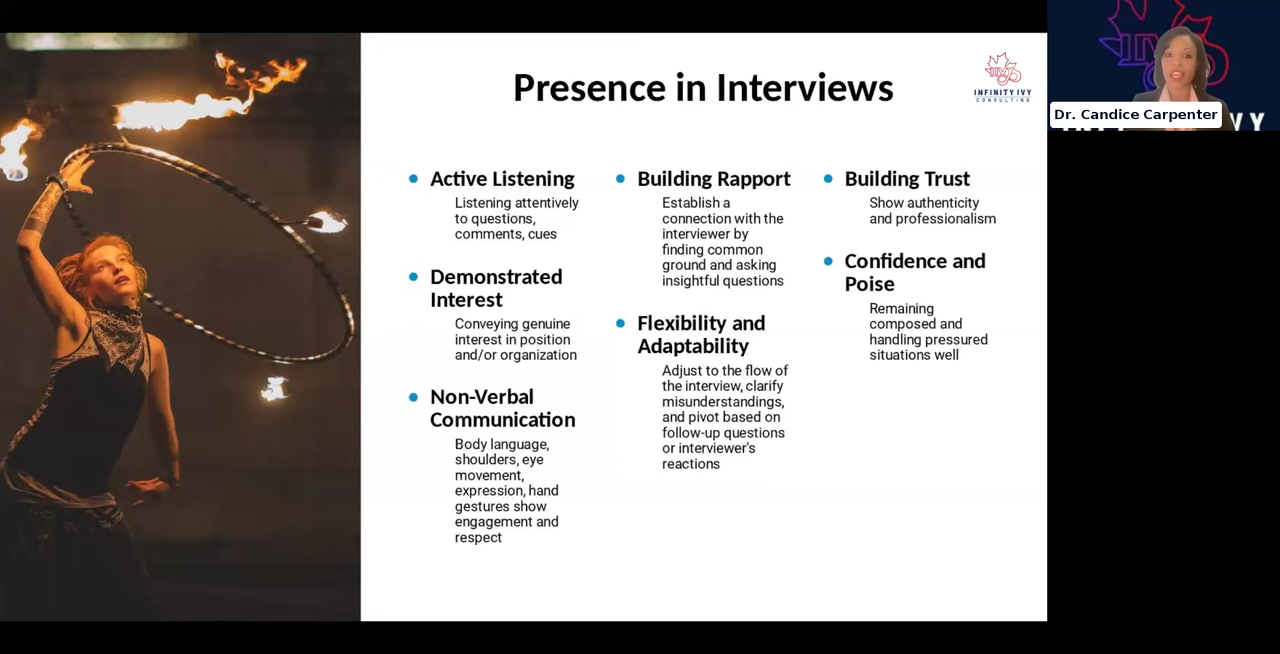 Presence in Interviews
INFINITY IVY
CONSULTING
Active Listening
Listening attentively
to questions,
comments, cues
Demonstrated
Interest
Conveying genuine
interest in position
and/or organization
Non-Verbal
Communication
Body language,
shoulders, eye
movement,
expression, hand
gestures show
engagement and
respect
Building Rapport
Establish a
connection with the
interviewer by
finding common
ground and asking
insightful questions
Flexibility and
Adaptability
Adjust to the flow of
the interview, clarify
misunderstandings,
and pivot based on
follow-up questions
or interviewer's
reactions
Building Trust
Show authenticity
and professionalism
Confidence and
Poise
Remaining
composed and
handling pressured
situations well
Dr. Candice Carpenter